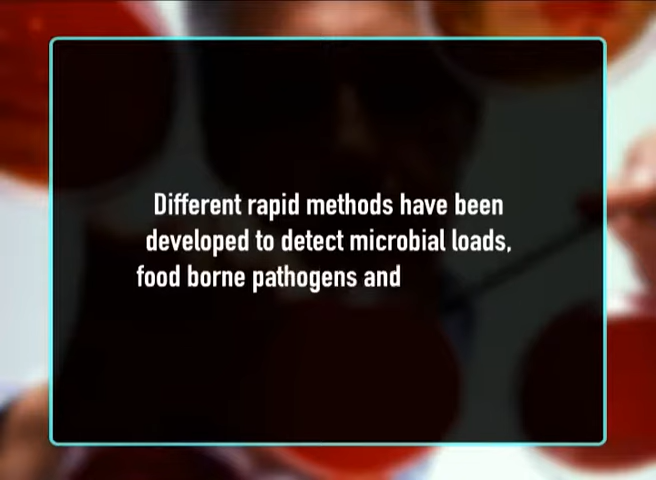 Different rapid methods have been
developed to detect microbial loads,
food borne pathogens and